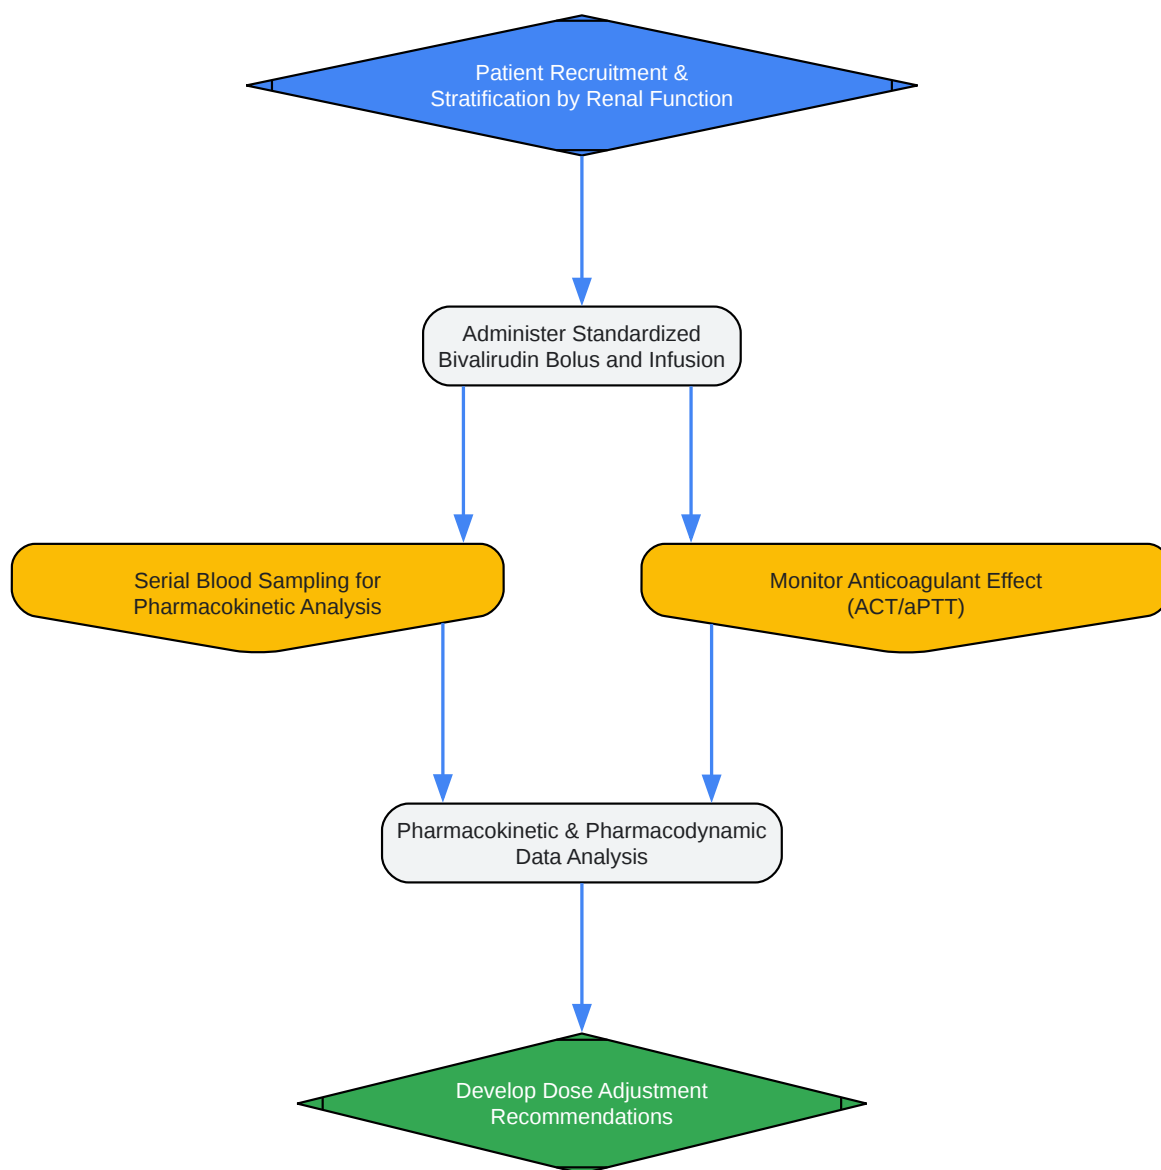 Patient Recruitment &
Stratification by Renal Function
Administer Standardized
Bivalirudin Bolus and Infusion
Serial Blood Sampling for
Pharmacokinetic Analysis
Monitor Anticoagulant Effect
(ACT/aPTT)
Pharmacokinetic & Pharmacodynamic
Data Analysis
Develop Dose Adjustment
Recommendations